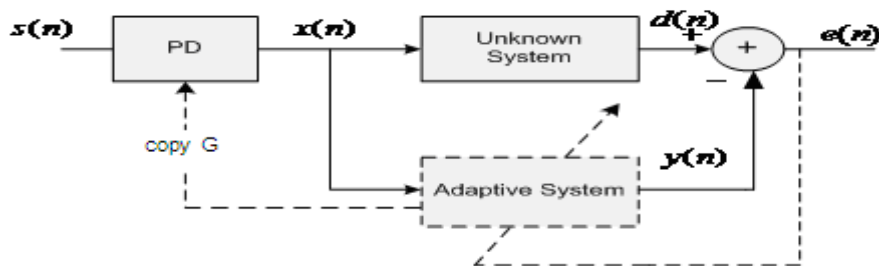 s(n)
PD
x(n)
Unknown
System
d(n)
+
+
−
e(n)
copy G
Adaptive System
y(n)